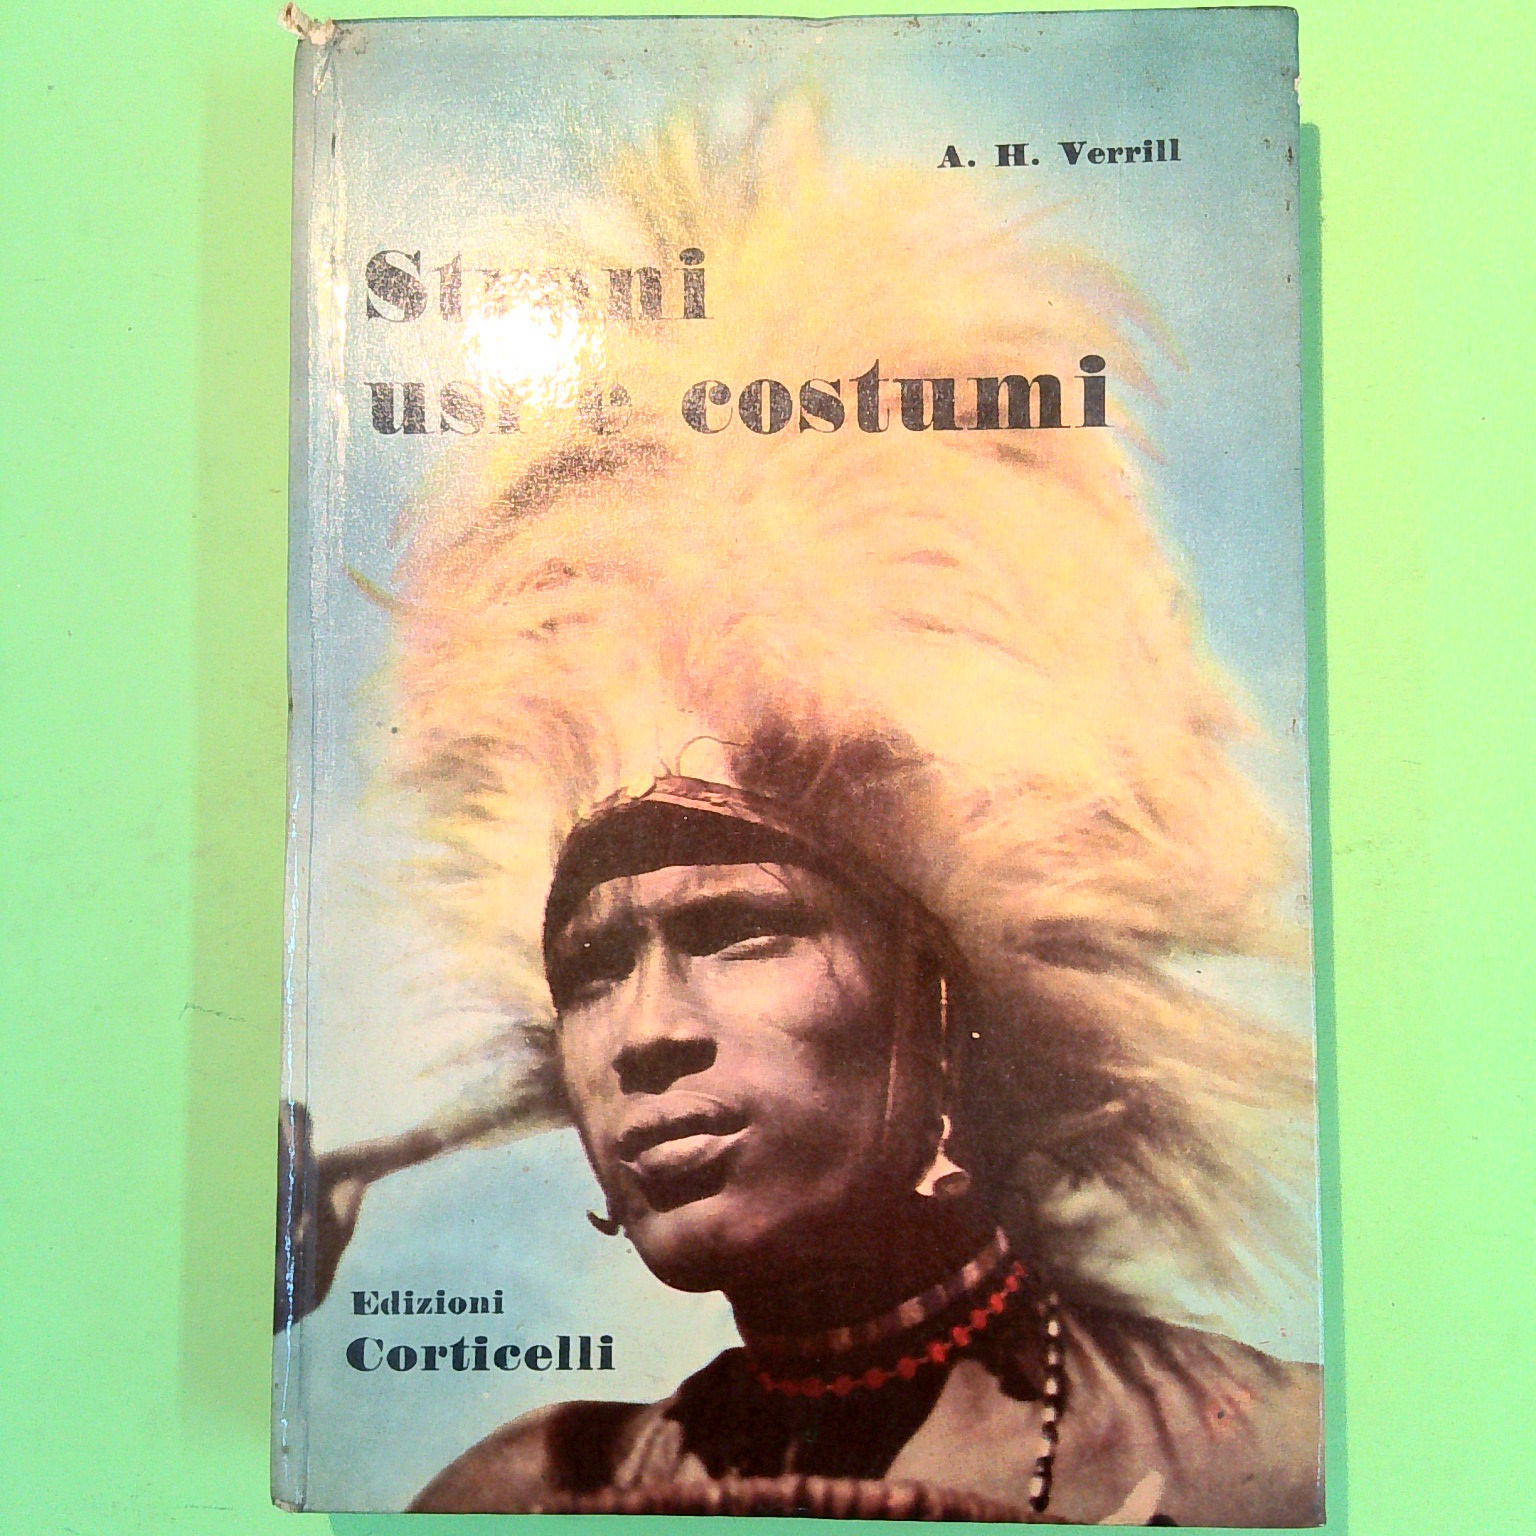 A. H. Verrill
Strani
usi e costumi
Edizioni
Corticelli